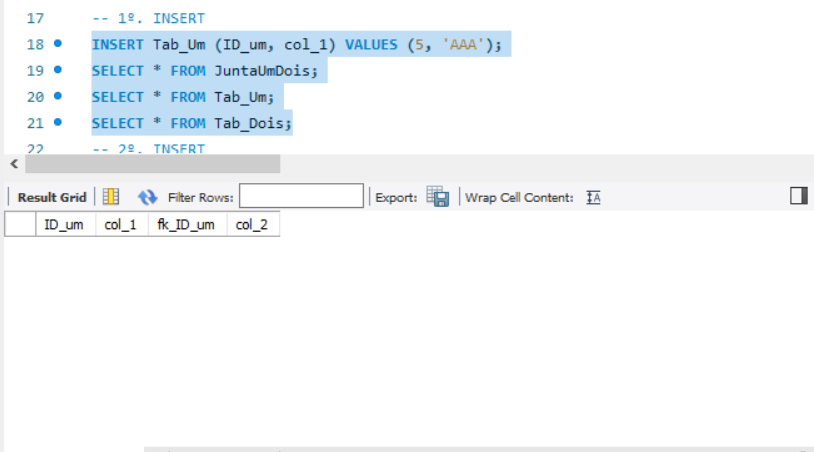 17 -- 1º. INSERT
18 INSERT Tab_Um (ID_um, col_1) VALUES (5, 'AAA');
19 SELECT * FROM JuntaUmDois;
20 SELECT * FROM Tab_Um;
21 SELECT * FROM Tab_Dois;
22 -- 2º. INSERT
Result Grid Filter Rows: Export: Wrap Cell Content: IA
ID_um col_1 fk_ID_um col_2